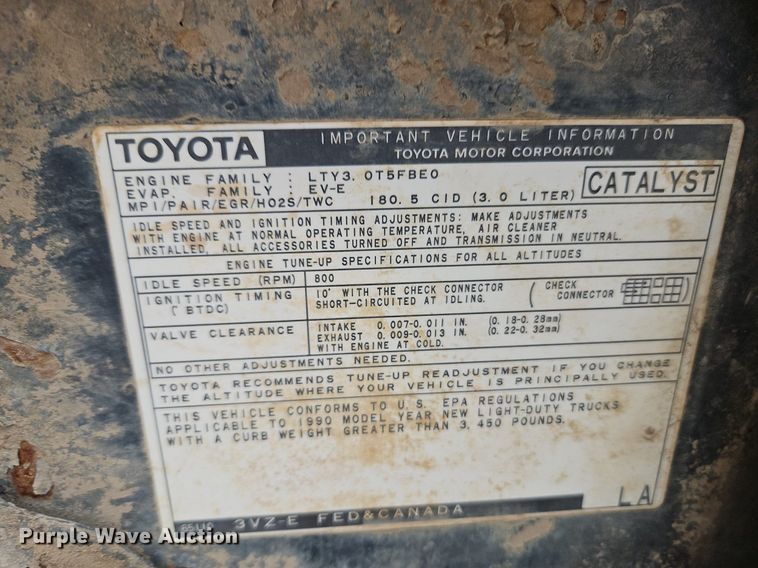 Purple Wave Auction
TOYOTA
IMPORTANT VEHICLE INFORMATION
TOYOTA MOTOR CORPORATION
ENGINE FAMILY : LTY3.0T5FBE0
EVAP. FAMILY : EV-E
MPI/PAIR/EGR/HO2S/TWC 180.5 CID (3.0 LITER)
CATALYST
IDLE SPEED AND IGNITION TIMING ADJUSTMENTS: MAKE ADJUSTMENTS
WITH ENGINE AT NORMAL OPERATING TEMPERATURE, AIR CLEANER
INSTALLED, ALL ACCESSORIES TURNED OFF AND TRANSMISSION IN NEUTRAL.
ENGINE TUNE-UP SPECIFICATIONS FOR ALL ALTITUDES
IDLE SPEED (RPM) 800
IGNITION TIMING
(°BTDC)
10° WITH THE CHECK CONNECTOR
SHORT-CIRCUITED AT IDLING.
( CHECK
CONNECTOR )
VALVE CLEARANCE
INTAKE 0.007-0.011 IN. (0.18-0.28mm)
EXHAUST 0.009-0.013 IN. (0.22-0.32mm)
WITH ENGINE AT COLD.
NO OTHER ADJUSTMENTS NEEDED.
TOYOTA RECOMMENDS TUNE-UP READJUSTMENT IF YOU CHANGE
THE ALTITUDE WHERE YOUR VEHICLE IS PRINCIPALLY USED.
THIS VEHICLE CONFORMS TO U.S. EPA REGULATIONS
APPLICABLE TO 1990 MODEL YEAR NEW LIGHT-DUTY TRUCKS
WITH A CURB WEIGHT GREATER THAN 3,450 POUNDS.
LA
3VZ-E FED&CANADA
Purple Wave Auction